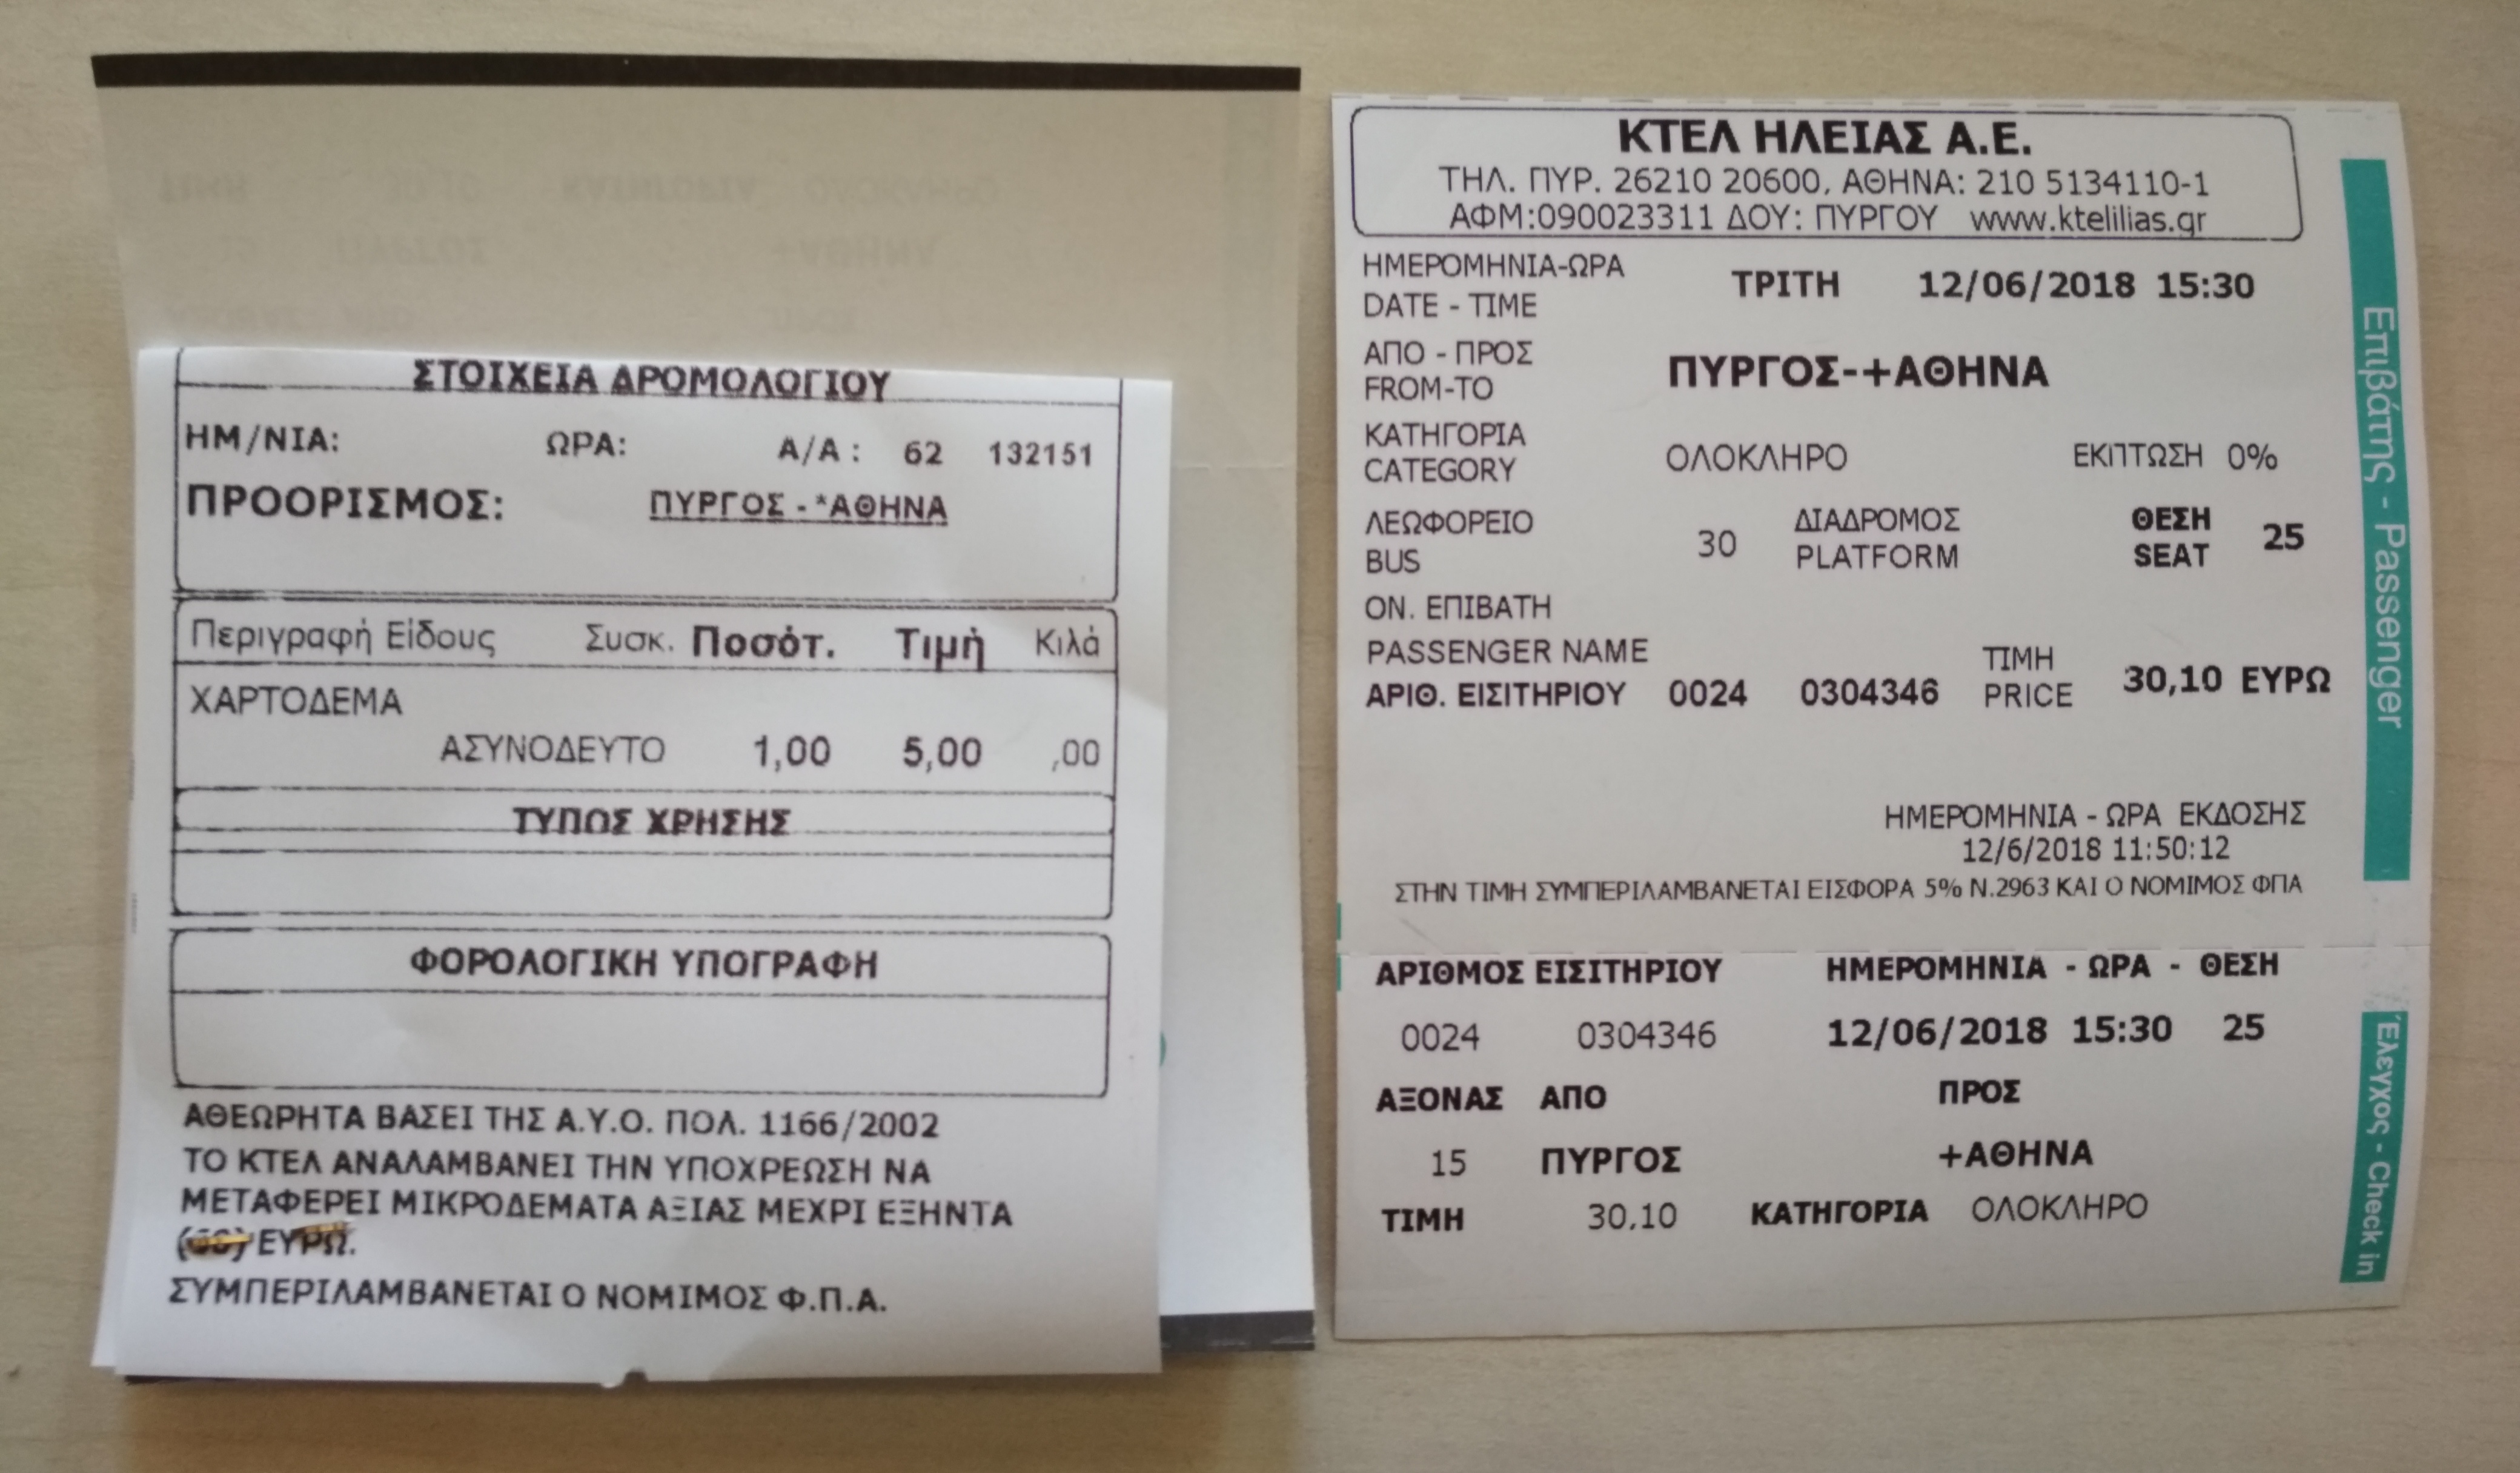 ΣΤΟΙΧΕΙΑ ΔΡΟΜΟΛΟΓΙΟΥ
ΗΜ/ΝΙΑ: ΩΡΑ: Α/Α : 62 132151
ΠΡΟΟΡΙΣΜΟΣ: ΠΥΡΓΟΣ - *ΑΘΗΝΑ
Περιγραφή Είδους Συσκ. Ποσότ. Τιμή Κιλά
ΧΑΡΤΟΔΕΜΑ
ΑΣΥΝΟΔΕΥΤΟ 1,00 5,00 ,00
ΤΥΠΟΣ ΧΡΗΣΗΣ
ΦΟΡΟΛΟΓΙΚΗ ΥΠΟΓΡΑΦΗ
ΑΘΕΩΡΗΤΑ ΒΑΣΕΙ ΤΗΣ Α.Υ.Ο. ΠΟΛ. 1166/2002
ΤΟ ΚΤΕΛ ΑΝΑΛΑΜΒΑΝΕΙ ΤΗΝ ΥΠΟΧΡΕΩΣΗ ΝΑ
ΜΕΤΑΦΕΡΕΙ ΜΙΚΡΟΔΕΜΑΤΑ ΑΞΙΑΣ ΜΕΧΡΙ ΕΞΗΝΤΑ
(60) ΕΥΡΩ.
ΣΥΜΠΕΡΙΛΑΜΒΑΝΕΤΑΙ Ο ΝΟΜΙΜΟΣ Φ.Π.Α.
ΚΤΕΛ ΗΛΕΙΑΣ Α.Ε.
ΤΗΛ. ΠΥΡ. 26210 20600, ΑΘΗΝΑ: 210 5134110-1
ΑΦΜ:090023311 ΔΟΥ: ΠΥΡΓΟΥ www.ktelilias.gr
ΗΜΕΡΟΜΗΝΙΑ-ΩΡΑ ΤΡΙΤΗ 12/06/2018 15:30
DATE - TIME
ΑΠΟ - ΠΡΟΣ ΠΥΡΓΟΣ-+ΑΘΗΝΑ
FROM-TO
ΚΑΤΗΓΟΡΙΑ ΟΛΟΚΛΗΡΟ ΕΚΠΤΩΣΗ 0%
CATEGORY
ΛΕΩΦΟΡΕΙΟ 30 ΔΙΑΔΡΟΜΟΣ ΘΕΣΗ 25
BUS PLATFORM SEAT
ΟΝ. ΕΠΙΒΑΤΗ
PASSENGER NAME ΤΙΜΗ 30,10 ΕΥΡΩ
ΑΡΙΘ. ΕΙΣΙΤΗΡΙΟΥ 0024 0304346 PRICE
ΗΜΕΡΟΜΗΝΙΑ - ΩΡΑ ΕΚΔΟΣΗΣ
12/6/2018 11:50:12
ΣΤΗΝ ΤΙΜΗ ΣΥΜΠΕΡΙΛΑΜΒΑΝΕΤΑΙ ΕΙΣΦΟΡΑ 5% Ν.2963 ΚΑΙ Ο ΝΟΜΙΜΟΣ ΦΠΑ
Επιβάτης - Passenger
ΑΡΙΘΜΟΣ ΕΙΣΙΤΗΡΙΟΥ ΗΜΕΡΟΜΗΝΙΑ - ΩΡΑ - ΘΕΣΗ
0024 0304346 12/06/2018 15:30 25
ΑΞΟΝΑΣ ΑΠΟ ΠΡΟΣ
15 ΠΥΡΓΟΣ +ΑΘΗΝΑ
ΤΙΜΗ 30,10 ΚΑΤΗΓΟΡΙΑ ΟΛΟΚΛΗΡΟ
Έλεγχος - Check in